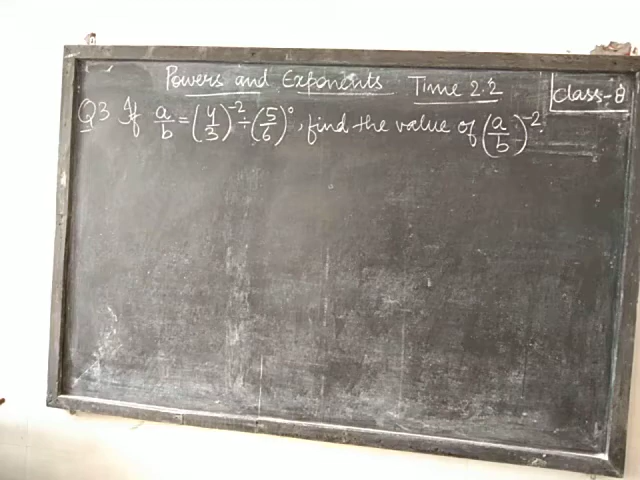 Powers and Exponents Time 2.2
Class-8
Q3 If a/b = (4/3)^-2 ÷ (5/6)^0, find the value of (a/b)^-2.